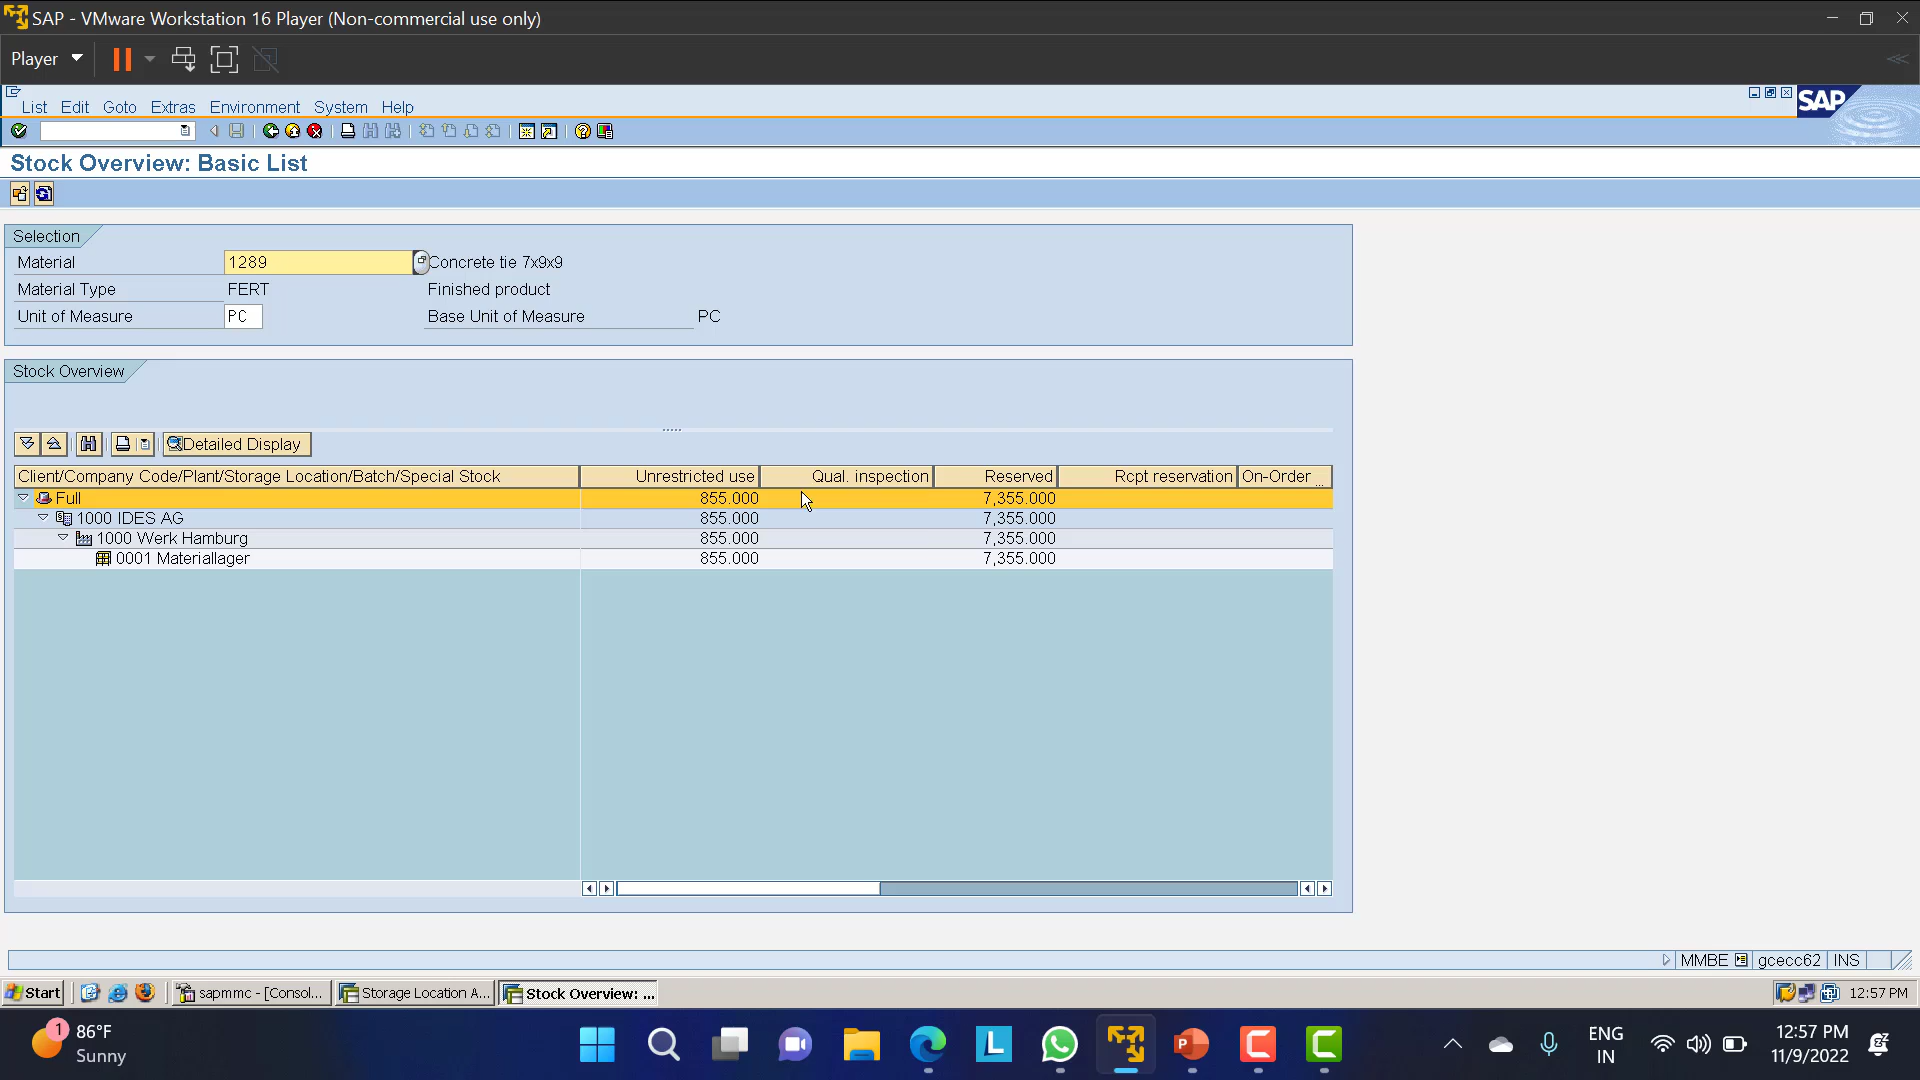 SAP - VMware Workstation 16 Player (Non-commercial use only)
Player
List Edit Goto Extras Environment System Help
SAP
Stock Overview: Basic List
Selection
Material 1289 Concrete tie 7x9x9
Material Type FERT Finished product
Unit of Measure PC Base Unit of Measure PC
Stock Overview
Detailed Display
Client/Company Code/Plant/Storage Location/Batch/Special Stock Unrestricted use Qual. inspection Reserved Rcpt reservation On-Order ...
Full 855.000 7,355.000
1000 IDES AG 855.000 7,355.000
1000 Werk Hamburg 855.000 7,355.000
0001 Materiallager 855.000 7,355.000
MMBE gcecc62 INS
Start sapmmc - [Consol... Storage Location A... Stock Overview: ... 12:57 PM
1 86°F
Sunny
L
P
C
C
ENG
IN
12:57 PM
11/9/2022